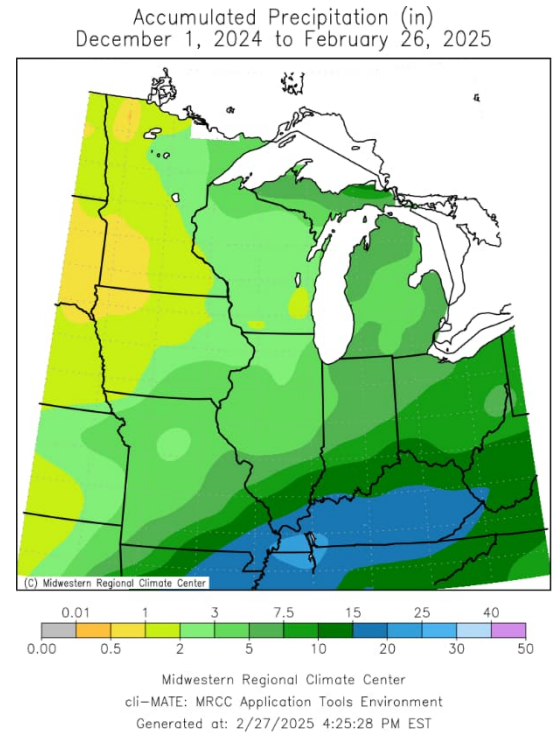 Accumulated Precipitation (in)
December 1, 2024 to February 26, 2025
(C) Midwestern Regional Climate Center
0.01 1 3 7.5 15 25 40
0.00 0.5 2 5 10 20 30 50
Midwestern Regional Climate Center
cli-MATE: MRCC Application Tools Environment
Generated at: 2/27/2025 4:25:28 PM EST